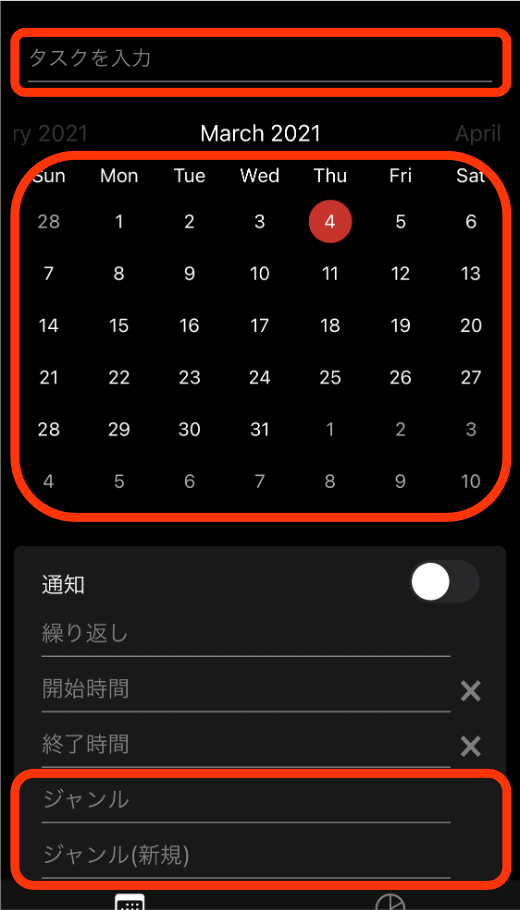 タスクを入力
ry 2021 March 2021 April
Sun Mon Tue Wed Thu Fri Sat
28 1 2 3 4 5 6
7 8 9 10 11 12 13
14 15 16 17 18 19 20
21 22 23 24 25 26 27
28 29 30 31 1 2 3
4 5 6 7 8 9 10
通知
繰り返し
開始時間
終了時間
ジャンル
ジャンル(新規)